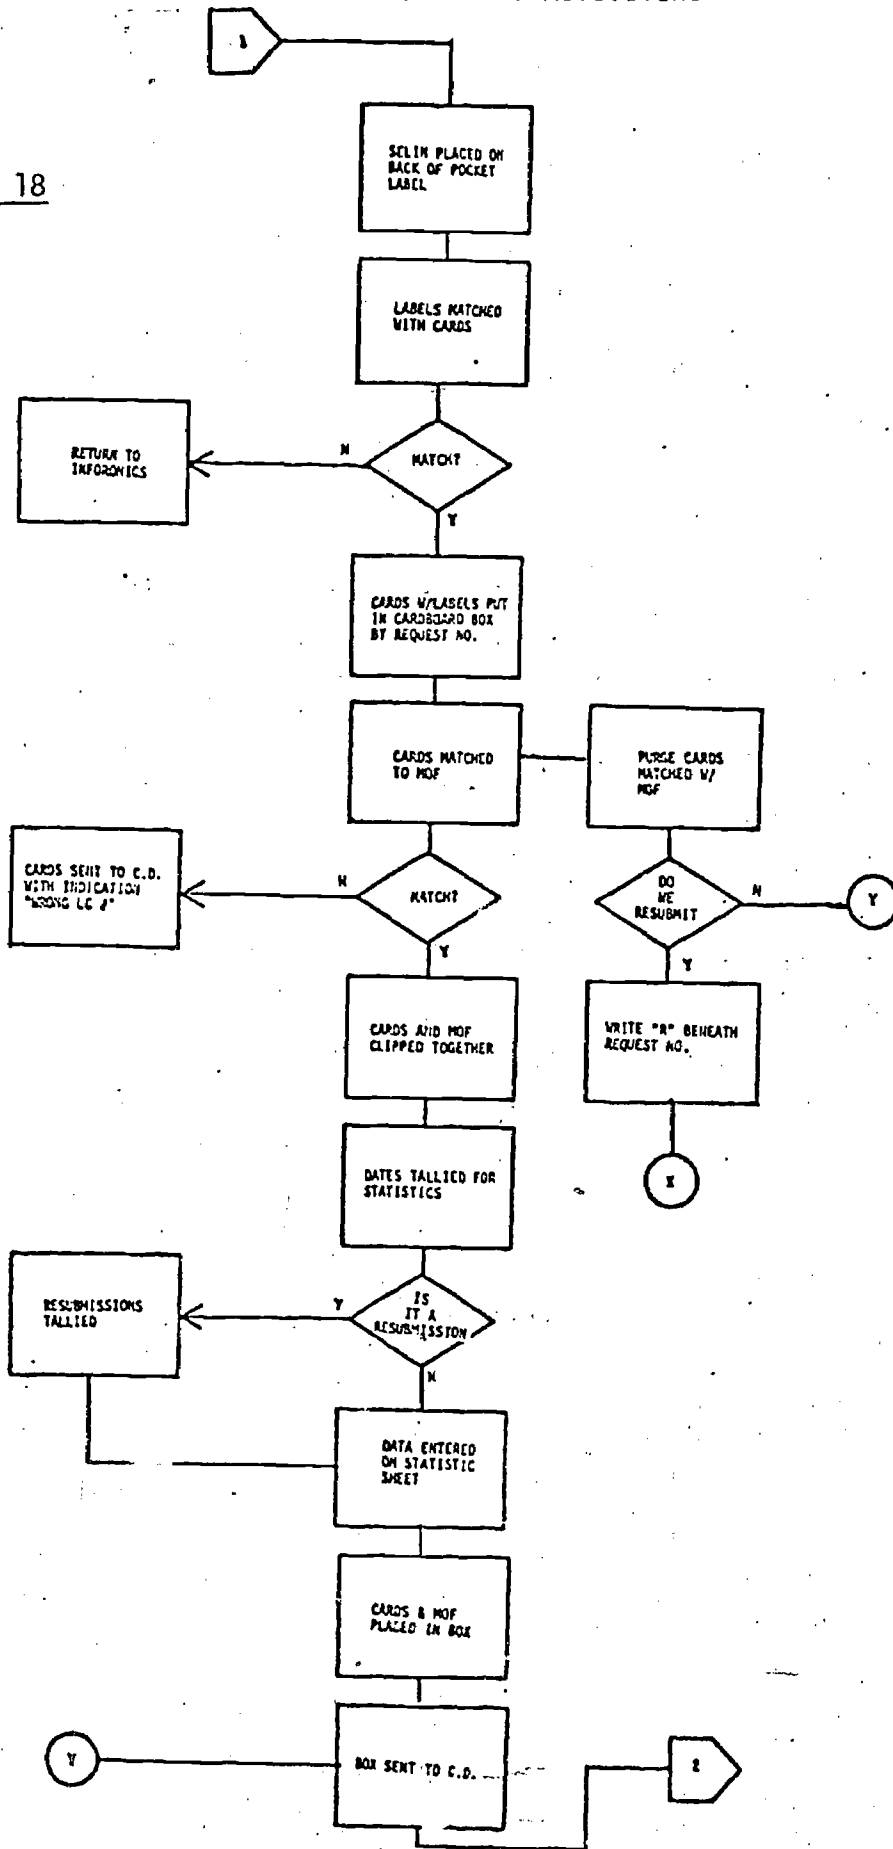 1
18
SELIN PLACED ON
BACK OF POCKET
LABEL
LABELS MATCHED
WITH CARDS
MATCH?
N
Y
RETURN TO
INFORONICS
CARDS W/LABELS PUT
IN CARDBOARD BOX
BY REQUEST NO.
CARDS MATCHED
TO MOF
PURGE CARDS
MATCHED W/
MOF
CARDS SENT TO C.D.
WITH INDICATION
"WRONG LC #"
N
MATCH?
Y
DO
WE
RESUBMIT
N
Y
Y
CARDS AND MOF
CLIPPED TOGETHER
WRITE "R" BENEATH
REQUEST NO.
X
DATES TALLIED FOR
STATISTICS
RESUBMISSIONS
TALLIED
Y
IS
IT A
RESUBMISSION
N
DATA ENTERED
ON STATISTIC
SHEET
CARDS & MOF
PLACED IN BOX
Y
BOX SENT TO C.D.
2